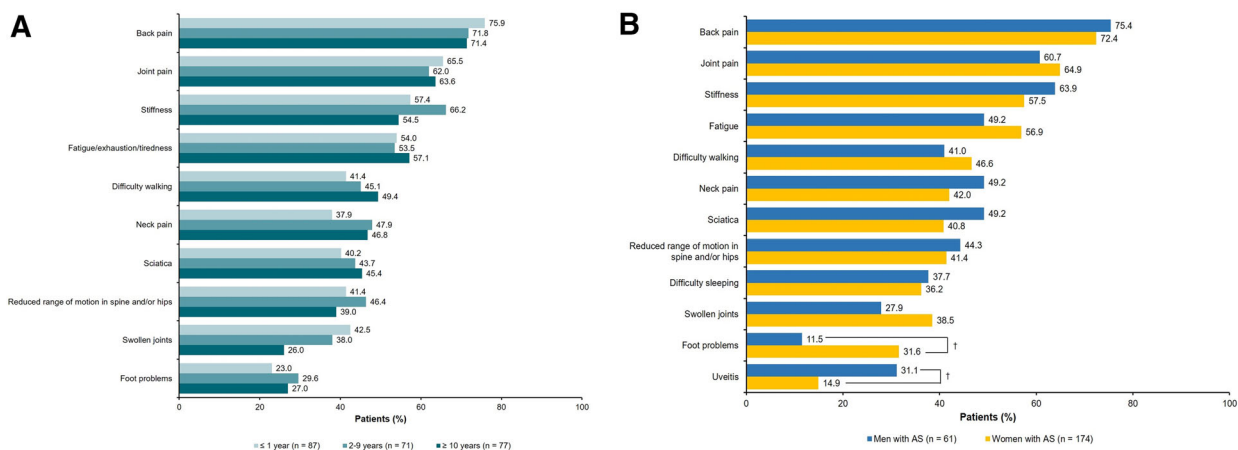 A
Back pain
75.9
71.8
71.4
Joint pain
65.5
62.0
63.6
Stiffness
57.4
66.2
54.5
Fatigue/exhaustion/tiredness
54.0
53.5
57.1
Difficulty walking
41.4
45.1
49.4
Neck pain
37.9
47.9
46.8
Sciatica
40.2
43.7
45.4
Reduced range of motion in spine and/or hips
41.4
46.4
39.0
Swollen joints
42.5
38.0
26.0
Foot problems
23.0
29.6
27.0
0 20 40 60 80 100
Patients (%)
≤ 1 year (n = 87) 2-9 years (n = 71) ≥ 10 years (n = 77)
B
Back pain
75.4
72.4
Joint pain
60.7
64.9
Stiffness
63.9
57.5
Fatigue
49.2
56.9
Difficulty walking
41.0
46.6
Neck pain
49.2
42.0
Sciatica
49.2
40.8
Reduced range of motion in
spine and/or hips
44.3
41.4
Difficulty sleeping
37.7
36.2
Swollen joints
27.9
38.5
Foot problems
11.5
31.6
†
Uveitis
31.1
14.9
†
0 20 40 60 80 100
Patients (%)
Men with AS (n = 61) Women with AS (n = 174)